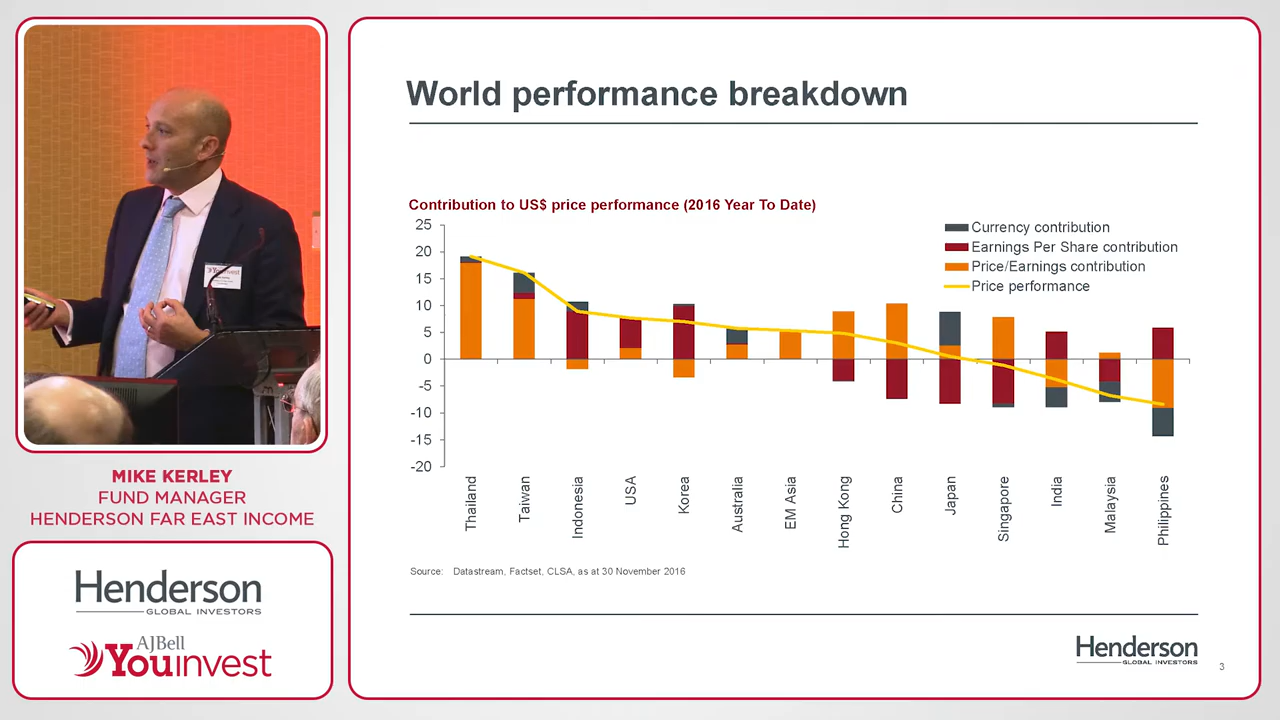 MIKE KERLEY
FUND MANAGER
HENDERSON FAR EAST INCOME
Henderson
GLOBAL INVESTORS
AJBell
Youinvest
World performance breakdown
Contribution to US$ price performance (2016 Year To Date)
Currency contribution
Earnings Per Share contribution
Price/Earnings contribution
Price performance
25
20
15
10
5
0
-5
-10
-15
-20
Thailand
Taiwan
Indonesia
USA
Korea
Australia
EM Asia
Hong Kong
China
Japan
Singapore
India
Malaysia
Philippines
Source: Datastream, Factset, CLSA, as at 30 November 2016
Henderson
GLOBAL INVESTORS
3